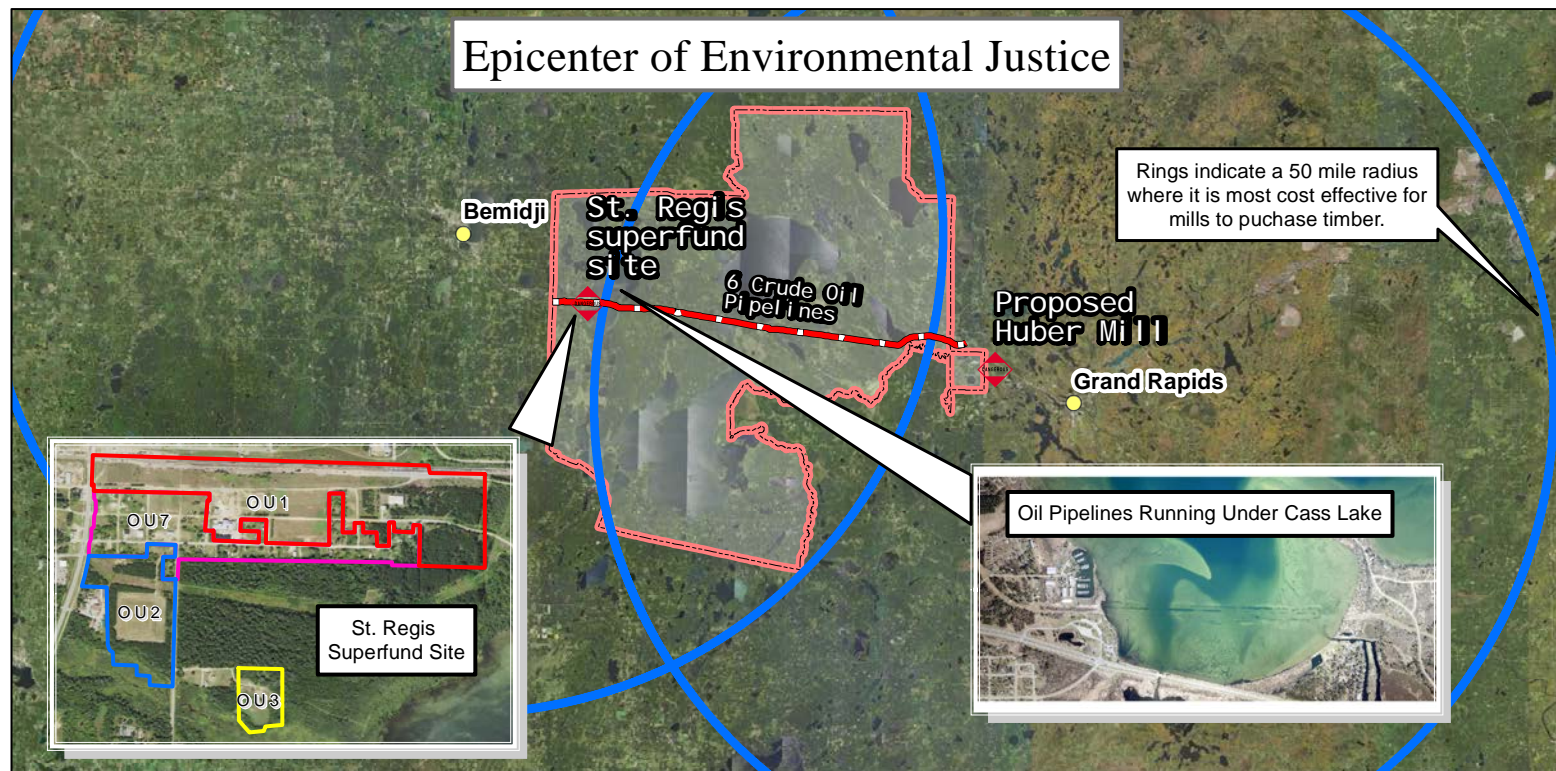 Epicenter of Environmental Justice
Rings indicate a 50 mile radius
where it is most cost effective for
mills to puchase timber.
Bemidji
St. Regis
superfund
site
6 Crude Oil
Pipelines
Proposed
Huber Mill
DANGEROUS
DANGEROUS
Grand Rapids
OU1
OU7
OU2
OU3
St. Regis
Superfund Site
Oil Pipelines Running Under Cass Lake